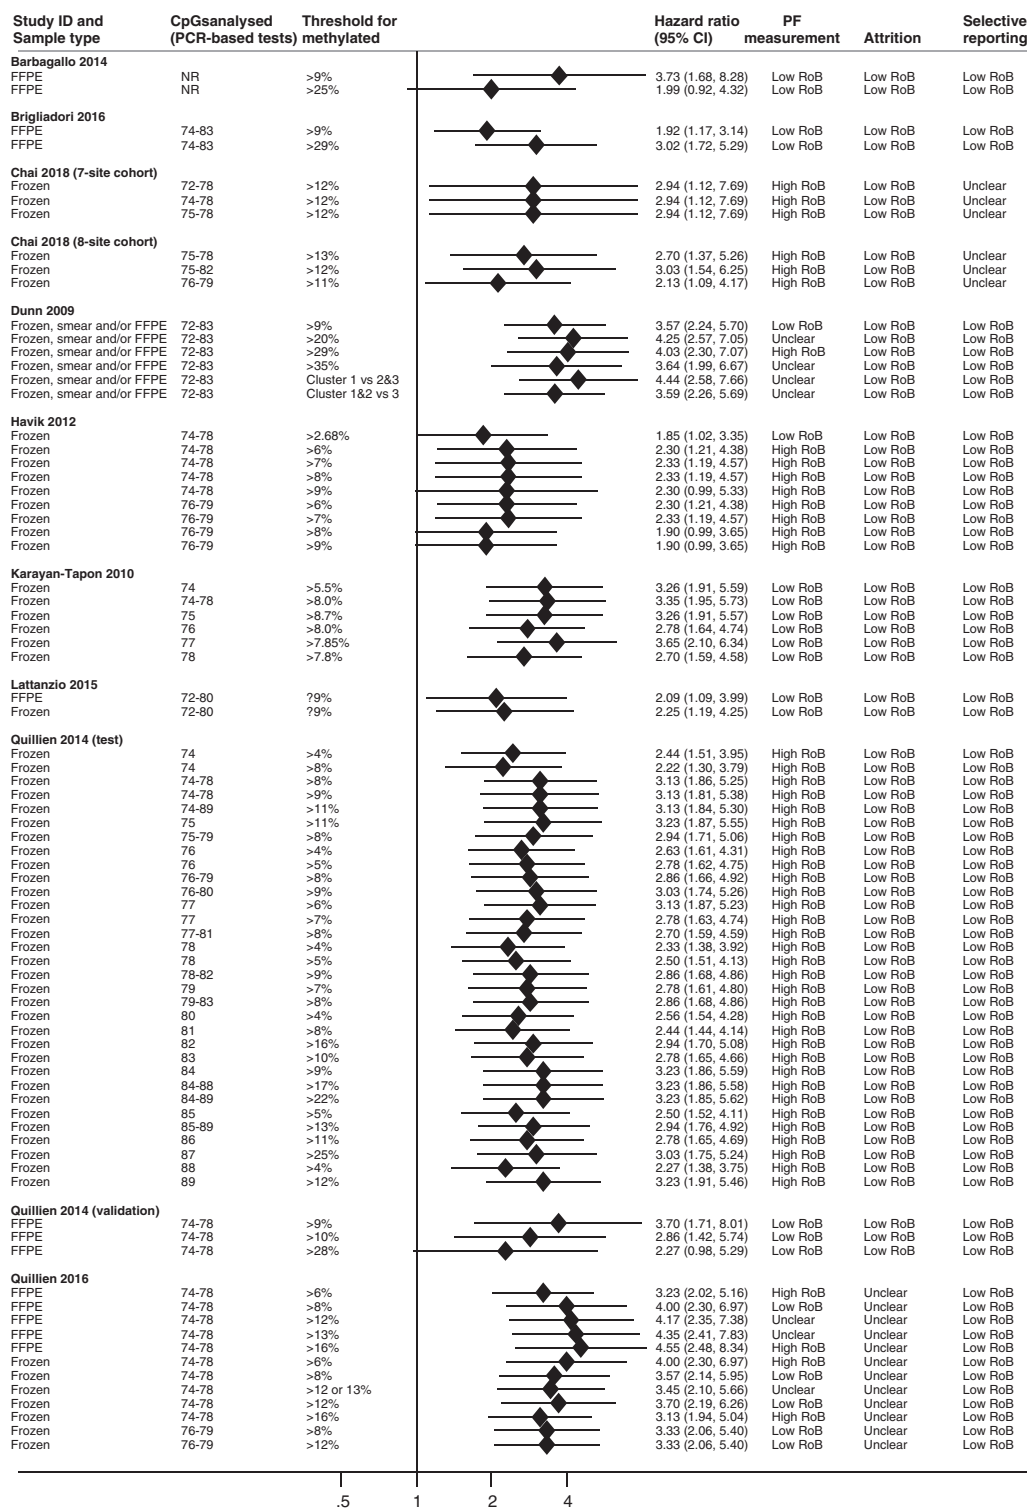 Study ID and CpGsanalysed Threshold for Hazard ratio PF Selective
Sample type (PCR-based tests) methylated (95% CI) measurement Attrition reporting
Barbagallo 2014
FFPE NR >9% 3.73 (1.68, 8.28) Low RoB Low RoB Low RoB
FFPE NR >25% 1.99 (0.92, 4.32) Low RoB Low RoB Low RoB
Brigliadori 2016
FFPE 74-83 >9% 1.92 (1.17, 3.14) Low RoB Low RoB Low RoB
FFPE 74-83 >29% 3.02 (1.72, 5.29) Low RoB Low RoB Low RoB
Chai 2018 (7-site cohort)
Frozen 72-78 >12% 2.94 (1.12, 7.69) High RoB Low RoB Unclear
Frozen 74-78 >12% 2.94 (1.12, 7.69) High RoB Low RoB Unclear
Frozen 75-78 >12% 2.94 (1.12, 7.69) High RoB Low RoB Unclear
Chai 2018 (8-site cohort)
Frozen 75-78 >13% 2.70 (1.37, 5.26) High RoB Low RoB Unclear
Frozen 75-82 >12% 3.03 (1.54, 6.25) High RoB Low RoB Unclear
Frozen 76-79 >11% 2.13 (1.09, 4.17) High RoB Low RoB Unclear
Dunn 2009
Frozen, smear and/or FFPE 72-83 >9% 3.57 (2.24, 5.70) Low RoB Low RoB Low RoB
Frozen, smear and/or FFPE 72-83 >20% 4.25 (2.57, 7.05) Unclear Low RoB Low RoB
Frozen, smear and/or FFPE 72-83 >29% 4.03 (2.30, 7.07) High RoB Low RoB Low RoB
Frozen, smear and/or FFPE 72-83 >35% 3.64 (1.99, 6.67) Unclear Low RoB Low RoB
Frozen, smear and/or FFPE 72-83 Cluster 1 vs 2&3 4.44 (2.58, 7.66) Unclear Low RoB Low RoB
Frozen, smear and/or FFPE 72-83 Cluster 1&2 vs 3 3.59 (2.26, 5.69) Unclear Low RoB Low RoB
Havik 2012
Frozen 74-78 >2.68% 1.85 (1.02, 3.35) Low RoB Low RoB Low RoB
Frozen 74-78 >6% 2.30 (1.21, 4.38) High RoB Low RoB Low RoB
Frozen 74-78 >7% 2.33 (1.19, 4.57) High RoB Low RoB Low RoB
Frozen 74-78 >8% 2.33 (1.19, 4.57) High RoB Low RoB Low RoB
Frozen 74-78 >9% 2.30 (0.99, 5.33) High RoB Low RoB Low RoB
Frozen 76-79 >6% 2.30 (1.21, 4.38) High RoB Low RoB Low RoB
Frozen 76-79 >7% 2.33 (1.19, 4.57) High RoB Low RoB Low RoB
Frozen 76-79 >8% 1.90 (0.99, 3.65) High RoB Low RoB Low RoB
Frozen 76-79 >9% 1.90 (0.99, 3.65) High RoB Low RoB Low RoB
Karayan-Tapon 2010
Frozen 74 >5.5% 3.26 (1.91, 5.59) Low RoB Low RoB Low RoB
Frozen 74-78 >8.0% 3.35 (1.95, 5.73) Low RoB Low RoB Low RoB
Frozen 75 >8.7% 3.26 (1.91, 5.57) Low RoB Low RoB Low RoB
Frozen 76 >8.0% 2.78 (1.64, 4.74) Low RoB Low RoB Low RoB
Frozen 77 >7.85% 3.65 (2.10, 6.34) Low RoB Low RoB Low RoB
Frozen 78 >7.8% 2.70 (1.59, 4.58) Low RoB Low RoB Low RoB
Lattanzio 2015
FFPE 72-80 ?9% 2.09 (1.09, 3.99) Low RoB Low RoB Low RoB
Frozen 72-80 ?9% 2.25 (1.19, 4.25) Low RoB Low RoB Low RoB
Quillien 2014 (test)
Frozen 74 >4% 2.44 (1.51, 3.95) High RoB Low RoB Low RoB
Frozen 74 >8% 2.22 (1.30, 3.79) High RoB Low RoB Low RoB
Frozen 74-78 >8% 3.13 (1.86, 5.25) High RoB Low RoB Low RoB
Frozen 74-78 >9% 3.13 (1.81, 5.38) High RoB Low RoB Low RoB
Frozen 74-89 >11% 3.13 (1.84, 5.30) High RoB Low RoB Low RoB
Frozen 75 >11% 3.23 (1.87, 5.55) High RoB Low RoB Low RoB
Frozen 75-79 >8% 2.94 (1.71, 5.06) High RoB Low RoB Low RoB
Frozen 76 >4% 2.63 (1.61, 4.31) High RoB Low RoB Low RoB
Frozen 76 >5% 2.78 (1.62, 4.75) High RoB Low RoB Low RoB
Frozen 76-79 >8% 2.86 (1.66, 4.92) High RoB Low RoB Low RoB
Frozen 76-80 >9% 3.03 (1.74, 5.26) High RoB Low RoB Low RoB
Frozen 77 >6% 3.13 (1.87, 5.23) High RoB Low RoB Low RoB
Frozen 77 >7% 2.78 (1.63, 4.74) High RoB Low RoB Low RoB
Frozen 77-81 >8% 2.70 (1.59, 4.59) High RoB Low RoB Low RoB
Frozen 78 >4% 2.33 (1.38, 3.92) High RoB Low RoB Low RoB
Frozen 78 >5% 2.50 (1.51, 4.13) High RoB Low RoB Low RoB
Frozen 78-82 >9% 2.86 (1.68, 4.86) High RoB Low RoB Low RoB
Frozen 79 >7% 2.78 (1.61, 4.80) High RoB Low RoB Low RoB
Frozen 79-83 >8% 2.86 (1.68, 4.86) High RoB Low RoB Low RoB
Frozen 80 >4% 2.56 (1.54, 4.28) High RoB Low RoB Low RoB
Frozen 81 >8% 2.44 (1.44, 4.14) High RoB Low RoB Low RoB
Frozen 82 >16% 2.94 (1.70, 5.08) High RoB Low RoB Low RoB
Frozen 83 >10% 2.78 (1.65, 4.66) High RoB Low RoB Low RoB
Frozen 84 >9% 3.23 (1.86, 5.59) High RoB Low RoB Low RoB
Frozen 84-88 >17% 3.23 (1.86, 5.58) High RoB Low RoB Low RoB
Frozen 84-89 >22% 3.23 (1.85, 5.62) High RoB Low RoB Low RoB
Frozen 85 >5% 2.50 (1.52, 4.11) High RoB Low RoB Low RoB
Frozen 85-89 >13% 2.94 (1.76, 4.92) High RoB Low RoB Low RoB
Frozen 86 >11% 2.78 (1.65, 4.69) High RoB Low RoB Low RoB
Frozen 87 >25% 3.03 (1.75, 5.24) High RoB Low RoB Low RoB
Frozen 88 >4% 2.27 (1.38, 3.75) High RoB Low RoB Low RoB
Frozen 89 >12% 3.23 (1.91, 5.46) High RoB Low RoB Low RoB
Quillien 2014 (validation)
FFPE 74-78 >9% 3.70 (1.71, 8.01) Low RoB Low RoB Low RoB
FFPE 74-78 >10% 2.86 (1.42, 5.74) Low RoB Low RoB Low RoB
FFPE 74-78 >28% 2.27 (0.98, 5.29) Low RoB Low RoB Low RoB
Quillien 2016
FFPE 74-78 >6% 3.23 (2.02, 5.16) High RoB Unclear Low RoB
FFPE 74-78 >8% 4.00 (2.30, 6.97) Low RoB Unclear Low RoB
FFPE 74-78 >12% 4.17 (2.35, 7.38) Unclear Unclear Low RoB
FFPE 74-78 >13% 4.35 (2.41, 7.83) Unclear Unclear Low RoB
FFPE 74-78 >16% 4.55 (2.48, 8.34) High RoB Unclear Low RoB
Frozen 74-78 >6% 4.00 (2.30, 6.97) High RoB Unclear Low RoB
Frozen 74-78 >8% 3.57 (2.14, 5.95) Low RoB Unclear Low RoB
Frozen 74-78 >12 or 13% 3.45 (2.10, 5.66) Unclear Unclear Low RoB
Frozen 74-78 >12% 3.70 (2.19, 6.26) Low RoB Unclear Low RoB
Frozen 74-78 >16% 3.13 (1.94, 5.04) High RoB Unclear Low RoB
Frozen 76-79 >8% 3.33 (2.06, 5.40) Low RoB Unclear Low RoB
Frozen 76-79 >12% 3.33 (2.06, 5.40) Low RoB Unclear Low RoB
.5 1 2 4